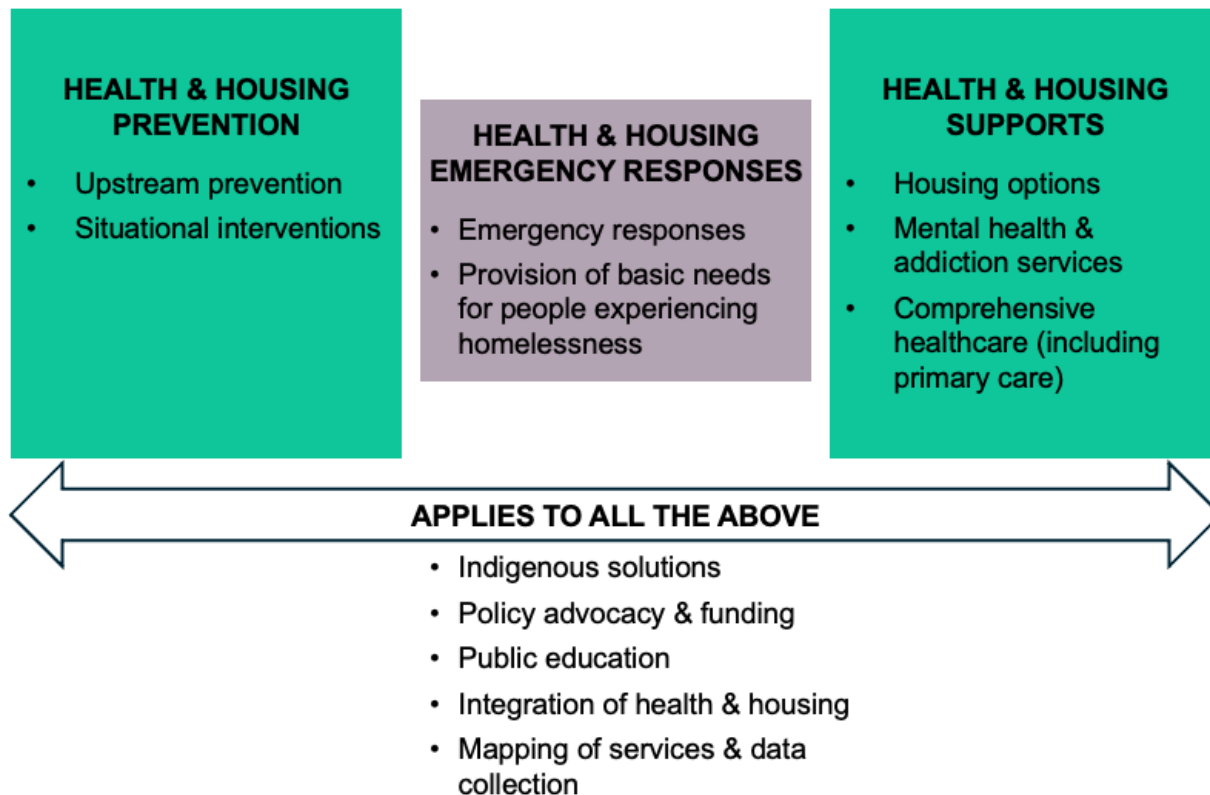 HEALTH & HOUSING
PREVENTION
• Upstream prevention
• Situational interventions
HEALTH & HOUSING
EMERGENCY RESPONSES
• Emergency responses
• Provision of basic needs
for people experiencing
homelessness
HEALTH & HOUSING
SUPPORTS
• Housing options
• Mental health &
addiction services
• Comprehensive
healthcare (including
primary care)
APPLIES TO ALL THE ABOVE
• Indigenous solutions
• Policy advocacy & funding
• Public education
• Integration of health & housing
• Mapping of services & data
collection